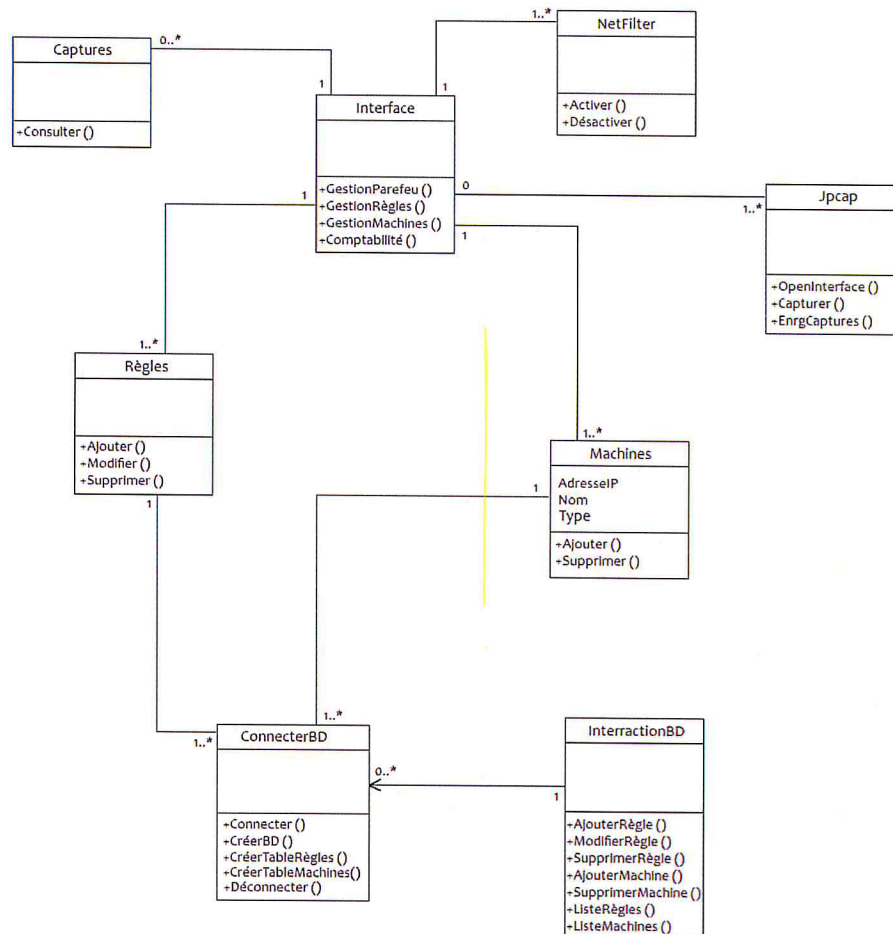 Captures
+Consulter ()
0..*
1
NetFilter
+Activer ()
+Désactiver ()
1..*
1
Interface
+GestionParefeu ()
+GestionRègles ()
+GestionMachines ()
+Comptabilité ()
0
1..*
Jpcap
+OpenInterface ()
+Capturer ()
+EnrgCaptures ()
1
1
1..*
Règles
+Ajouter ()
+Modifier ()
+Supprimer ()
1
1..*
Machines
AdresseIP
Nom
Type
+Ajouter ()
+Supprimer ()
1
1..*
1..*
ConnecterBD
+Connecter ()
+CréerBD ()
+CréerTableRègles ()
+CréerTableMachines()
+Déconnecter ()
0..*
1
InterractionBD
+AjouterRègle ()
+ModifierRègle ()
+SupprimerRègle ()
+AjouterMachine ()
+SupprimerMachine ()
+ListeRègles ()
+ListeMachines ()